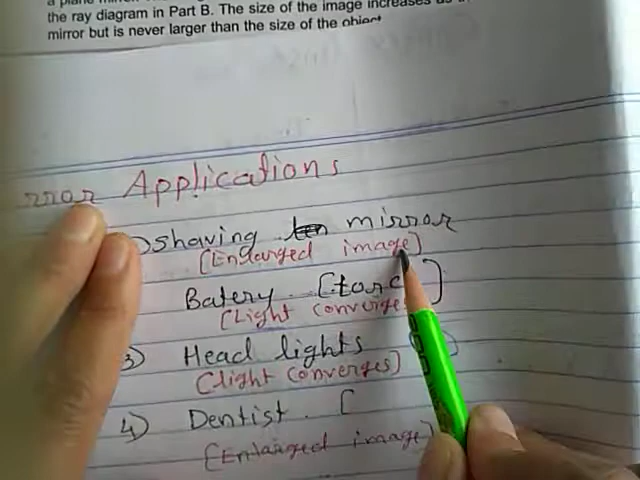 the ray diagram in Part B. The size of the image increases as
mirror but is never larger than the size of the object
rror Applications
shaving mirror
[Enlarged image]
Batery [torc ]
[Light converge
3) Head lights
[light converges]
4) Dentist. [
[Enlarged image]